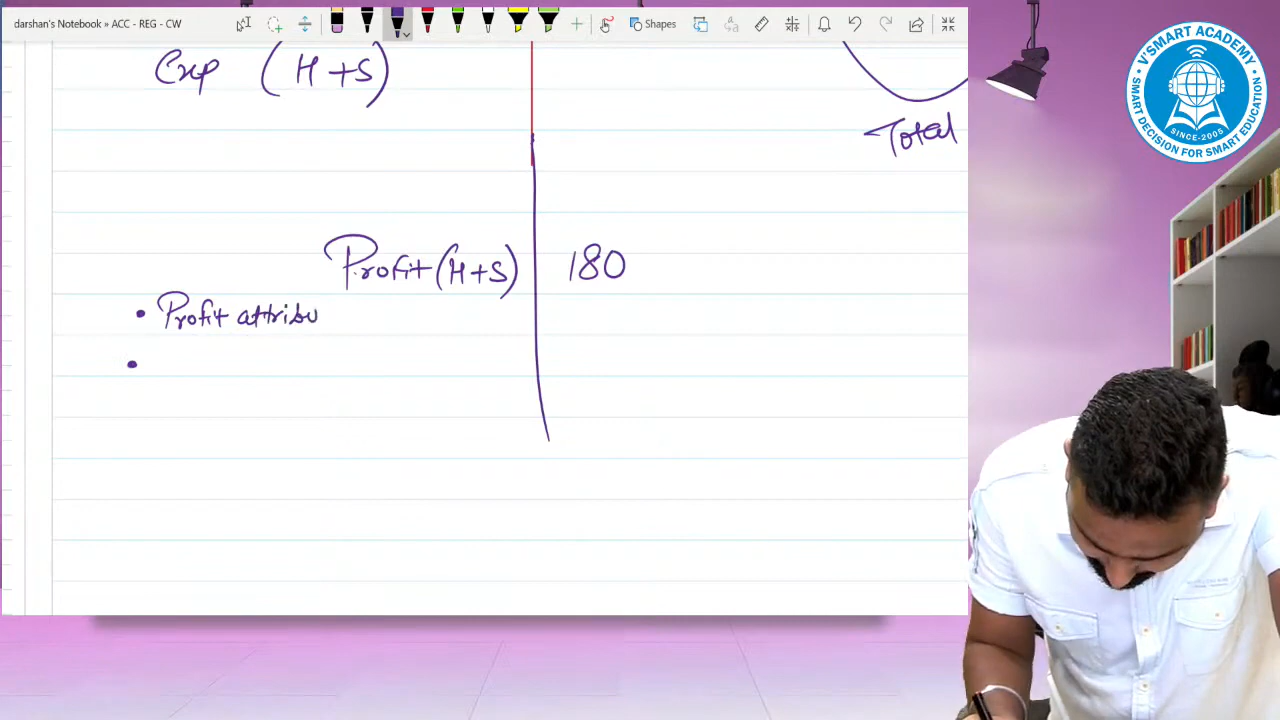 darshan's Notebook » ACC - REG - CW
Shapes
Exp (H+S)
Total
Profit (H+S) 180
• Profit attribu
•
V'SMART ACADEMY
SINCE-2005
SMART DECISION FOR SMART EDUCATION